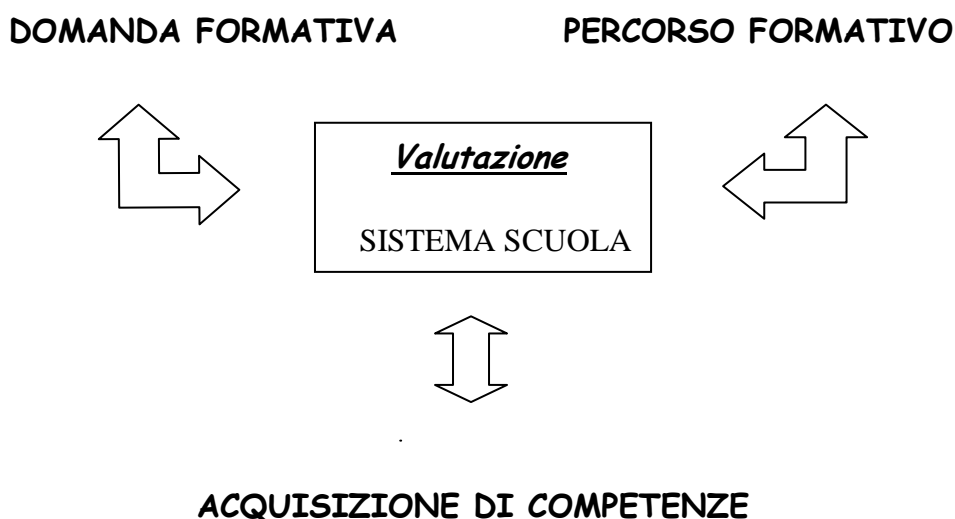 DOMANDA FORMATIVA PERCORSO FORMATIVO
Valutazione
SISTEMA SCUOLA
ACQUISIZIONE DI COMPETENZE